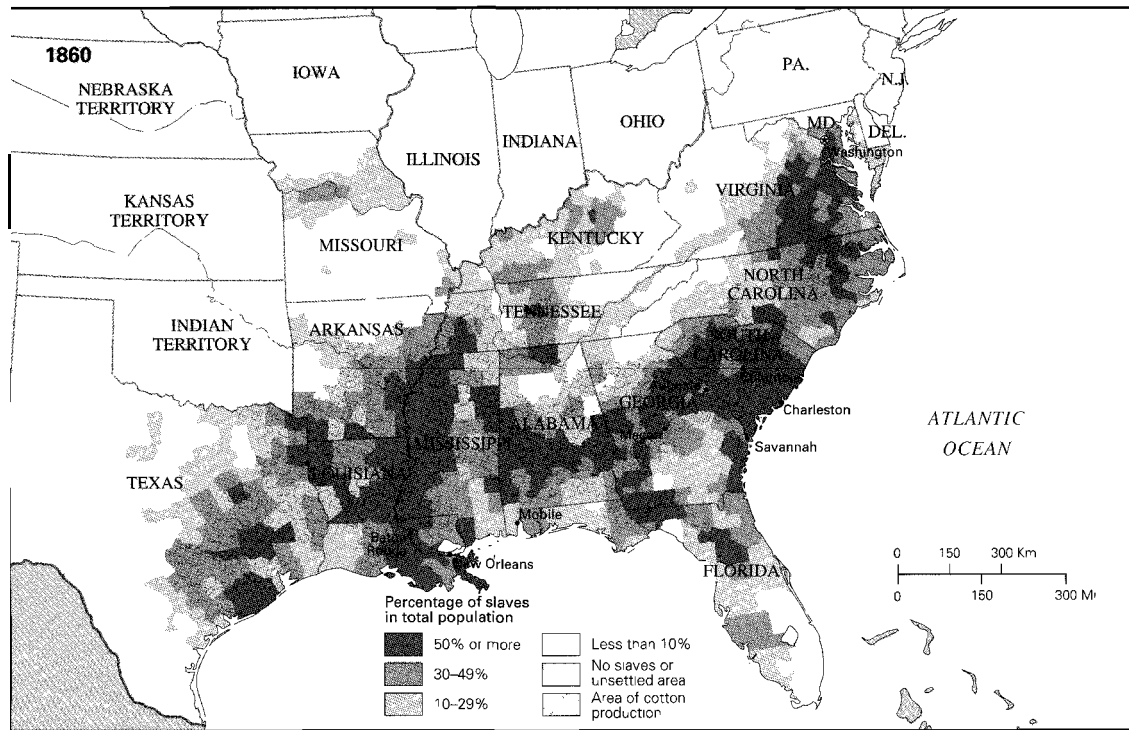 1860
NEBRASKA
TERRITORY
IOWA
PA.
N.J.
OHIO
INDIANA
ILLINOIS
MD.
DEL.
Washington
VIRGINIA
KANSAS
TERRITORY
MISSOURI
KENTUCKY
NORTH
CAROLINA
TENNESSEE
INDIAN
TERRITORY
ARKANSAS
SOUTH
CAROLINA
GEORGIA
Charleston
ALABAMA
MISSISSIPPI
Savannah
ATLANTIC
OCEAN
LOUISIANA
TEXAS
Mobile
Baton
Rouge
New Orleans
FLORIDA
0 150 300 Km
0 150 300 Mi
Percentage of slaves
in total population
50% or more
30–49%
10–29%
Less than 10%
No slaves or
unsettled area
Area of cotton
production